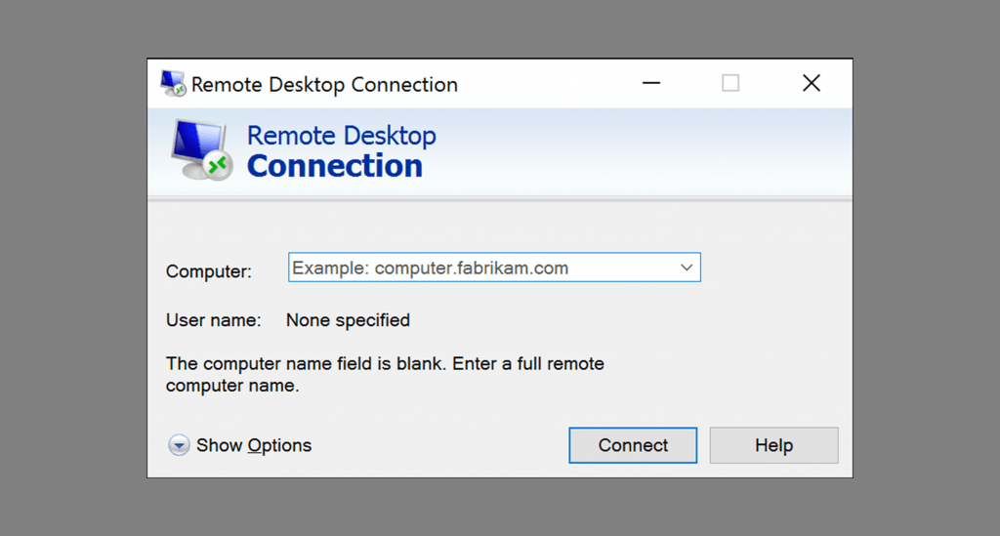 Remote Desktop Connection
Remote Desktop
Connection
Computer: Example: computer.fabrikam.com
User name: None specified
The computer name field is blank. Enter a full remote
computer name.
Show Options Connect Help